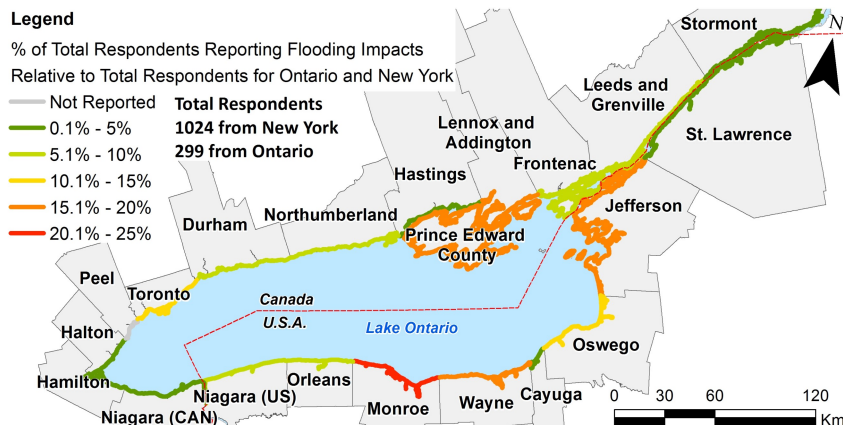 Legend
% of Total Respondents Reporting Flooding Impacts
Relative to Total Respondents for Ontario and New York
Not Reported
0.1% - 5%
5.1% - 10%
10.1% - 15%
15.1% - 20%
20.1% - 25%
Total Respondents
1024 from New York
299 from Ontario
Stormont
N
Leeds and
Grenville
St. Lawrence
Lennox and
Addington
Frontenac
Hastings
Jefferson
Northumberland
Prince Edward
County
Durham
Peel
Toronto
Canada
U.S.A.
Lake Ontario
Halton
Oswego
Hamilton
Orleans
Niagara (US)
Cayuga
Monroe
Wayne
Niagara (CAN)
0 30 60 120
Km